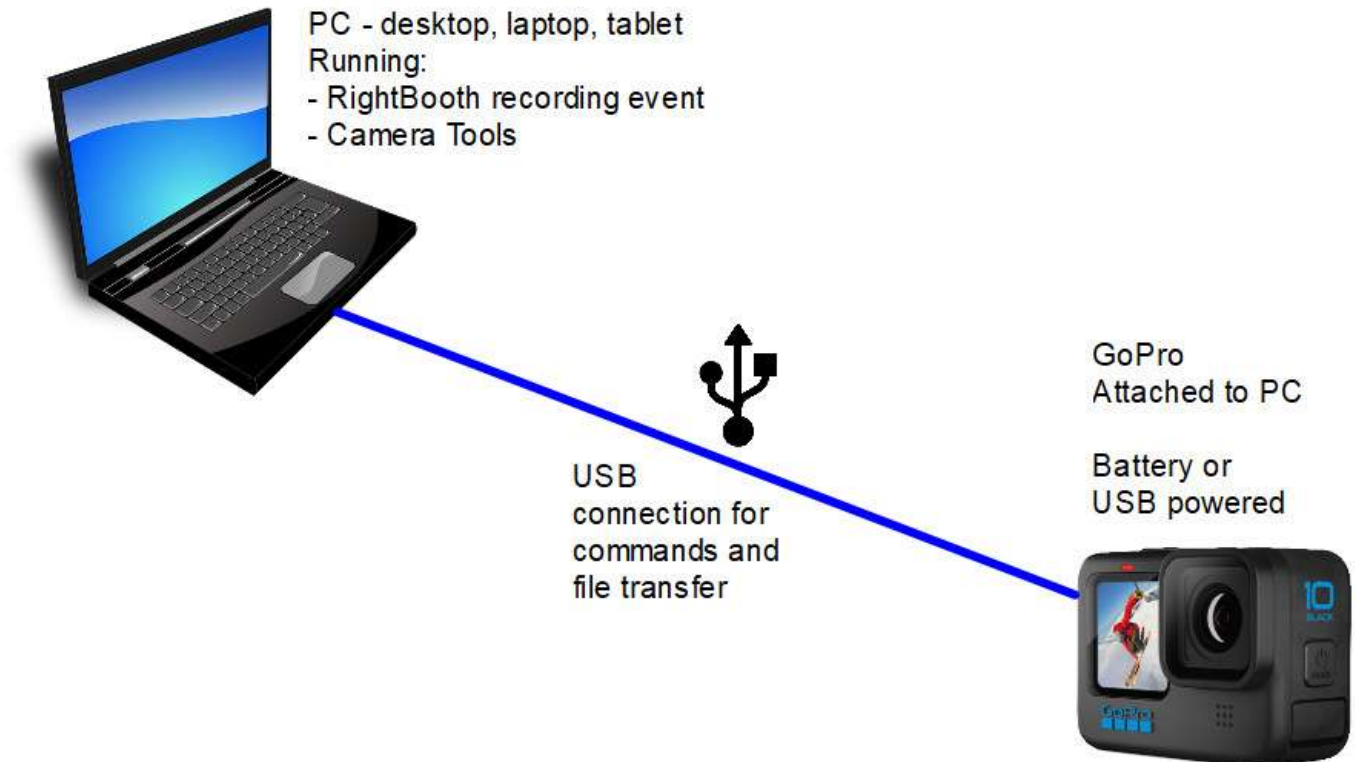 PC - desktop, laptop, tablet
Running:
- RightBooth recording event
- Camera Tools
USB
connection for
commands and
file transfer
GoPro
Attached to PC
Battery or
USB powered
10
BLACK
GoPro